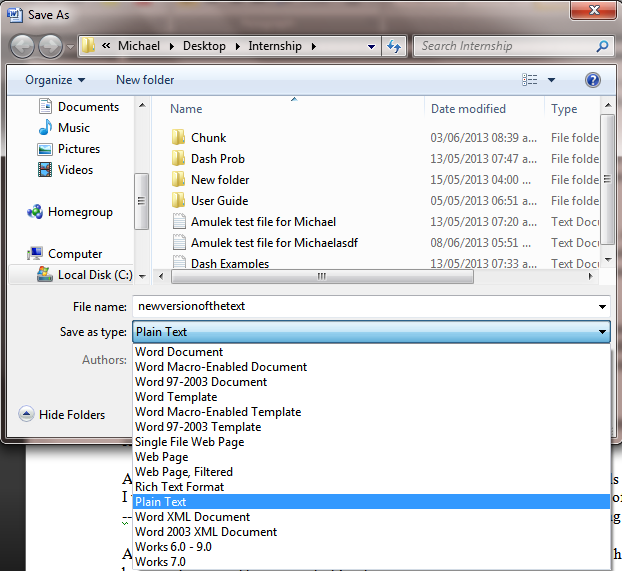 Save As
« Michael ▸ Desktop ▸ Internship ▸
Search Internship
Organize ▾ New folder
Documents
Music
Pictures
Videos
Homegroup
Computer
Local Disk (C:)
Name Date modified Type
Chunk 03/06/2013 08:39 a... File folde
Dash Prob 13/05/2013 07:47 a... File folde
New folder 15/05/2013 04:00 ... File folde
User Guide 05/05/2013 06:51 a... File folde
Amulek test file for Michael 13/05/2013 07:20 a... Text Docu
Amulek test file for Michaelasdf 08/06/2013 05:51 ... Text Docu
Dash Examples 13/05/2013 07:33 a... Text Docu
File name: newversionofthetext
Save as type: Plain Text
Authors:
Word Document
Word Macro-Enabled Document
Word 97-2003 Document
Word Template
Word Macro-Enabled Template
Word 97-2003 Template
Single File Web Page
Web Page
Web Page, Filtered
Rich Text Format
Plain Text
Word XML Document
Word 2003 XML Document
Works 6.0 - 9.0
Works 7.0
Hide Folders